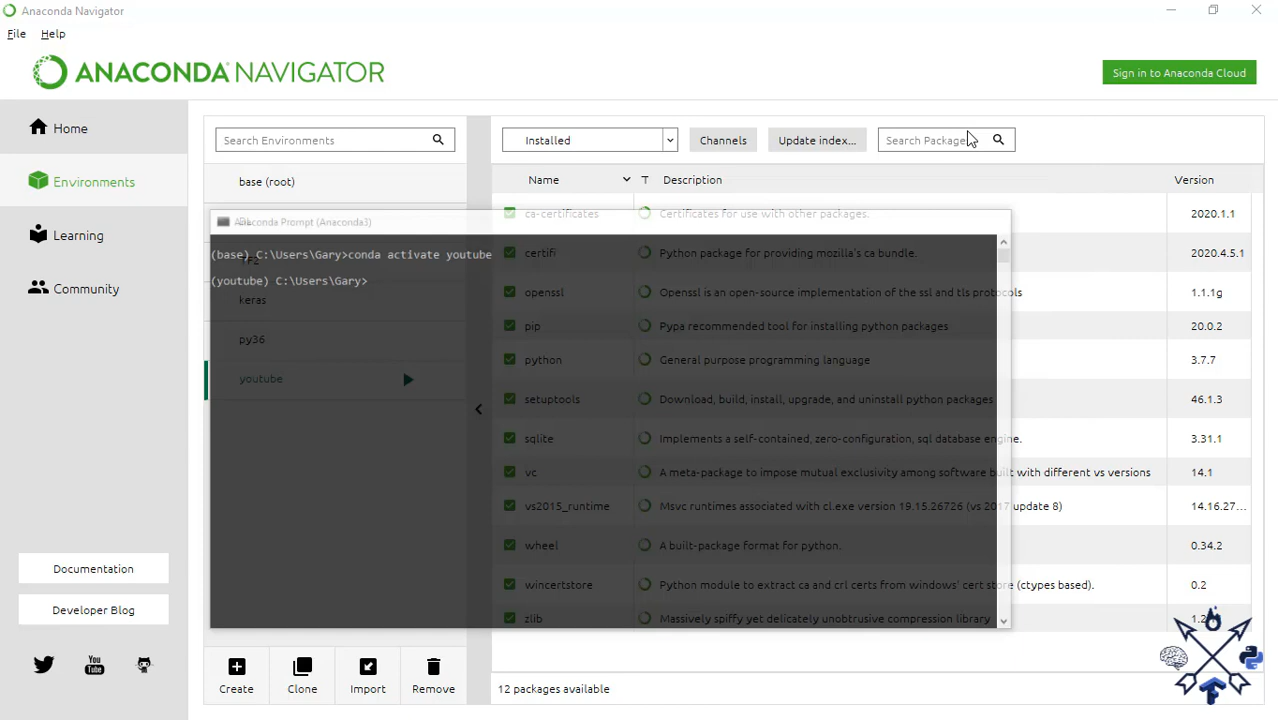 Anaconda Navigator
File Help
ANACONDA NAVIGATOR
Sign in to Anaconda Cloud
Home
Environments
Learning
Community
Documentation
Developer Blog
You Tube
Search Environments
base (root)
DL
TF2
keras
py36
youtube
Create Clone Import Remove
Installed Channels Update index... Search Package
Name T Description Version
ca-certificates Certificates for use with other packages. 2020.1.1
certifi Python package for providing mozilla's ca bundle. 2020.4.5.1
openssl Openssl is an open-source implementation of the ssl and tls protocols 1.1.1g
pip Pypa recommended tool for installing python packages 20.0.2
python General purpose programming language 3.7.7
setuptools Download, build, install, upgrade, and uninstall python packages 46.1.3
sqlite Implements a self-contained, zero-configuration, sql database engine. 3.31.1
vc A meta-package to impose mutual exclusivity among software built with different vs versions 14.1
vs2015_runtime Msvc runtimes associated with cl.exe version 19.15.26726 (vs 2017 update 8) 14.16.27...
wheel A built-package format for python. 0.34.2
wincertstore Python module to extract ca and crl certs from windows' cert store (ctypes based). 0.2
zlib Massively spiffy yet delicately unobtrusive compression library
12 packages available
Anaconda Prompt (Anaconda3)
(base) C:\Users\Gary>conda activate youtube
(youtube) C:\Users\Gary>